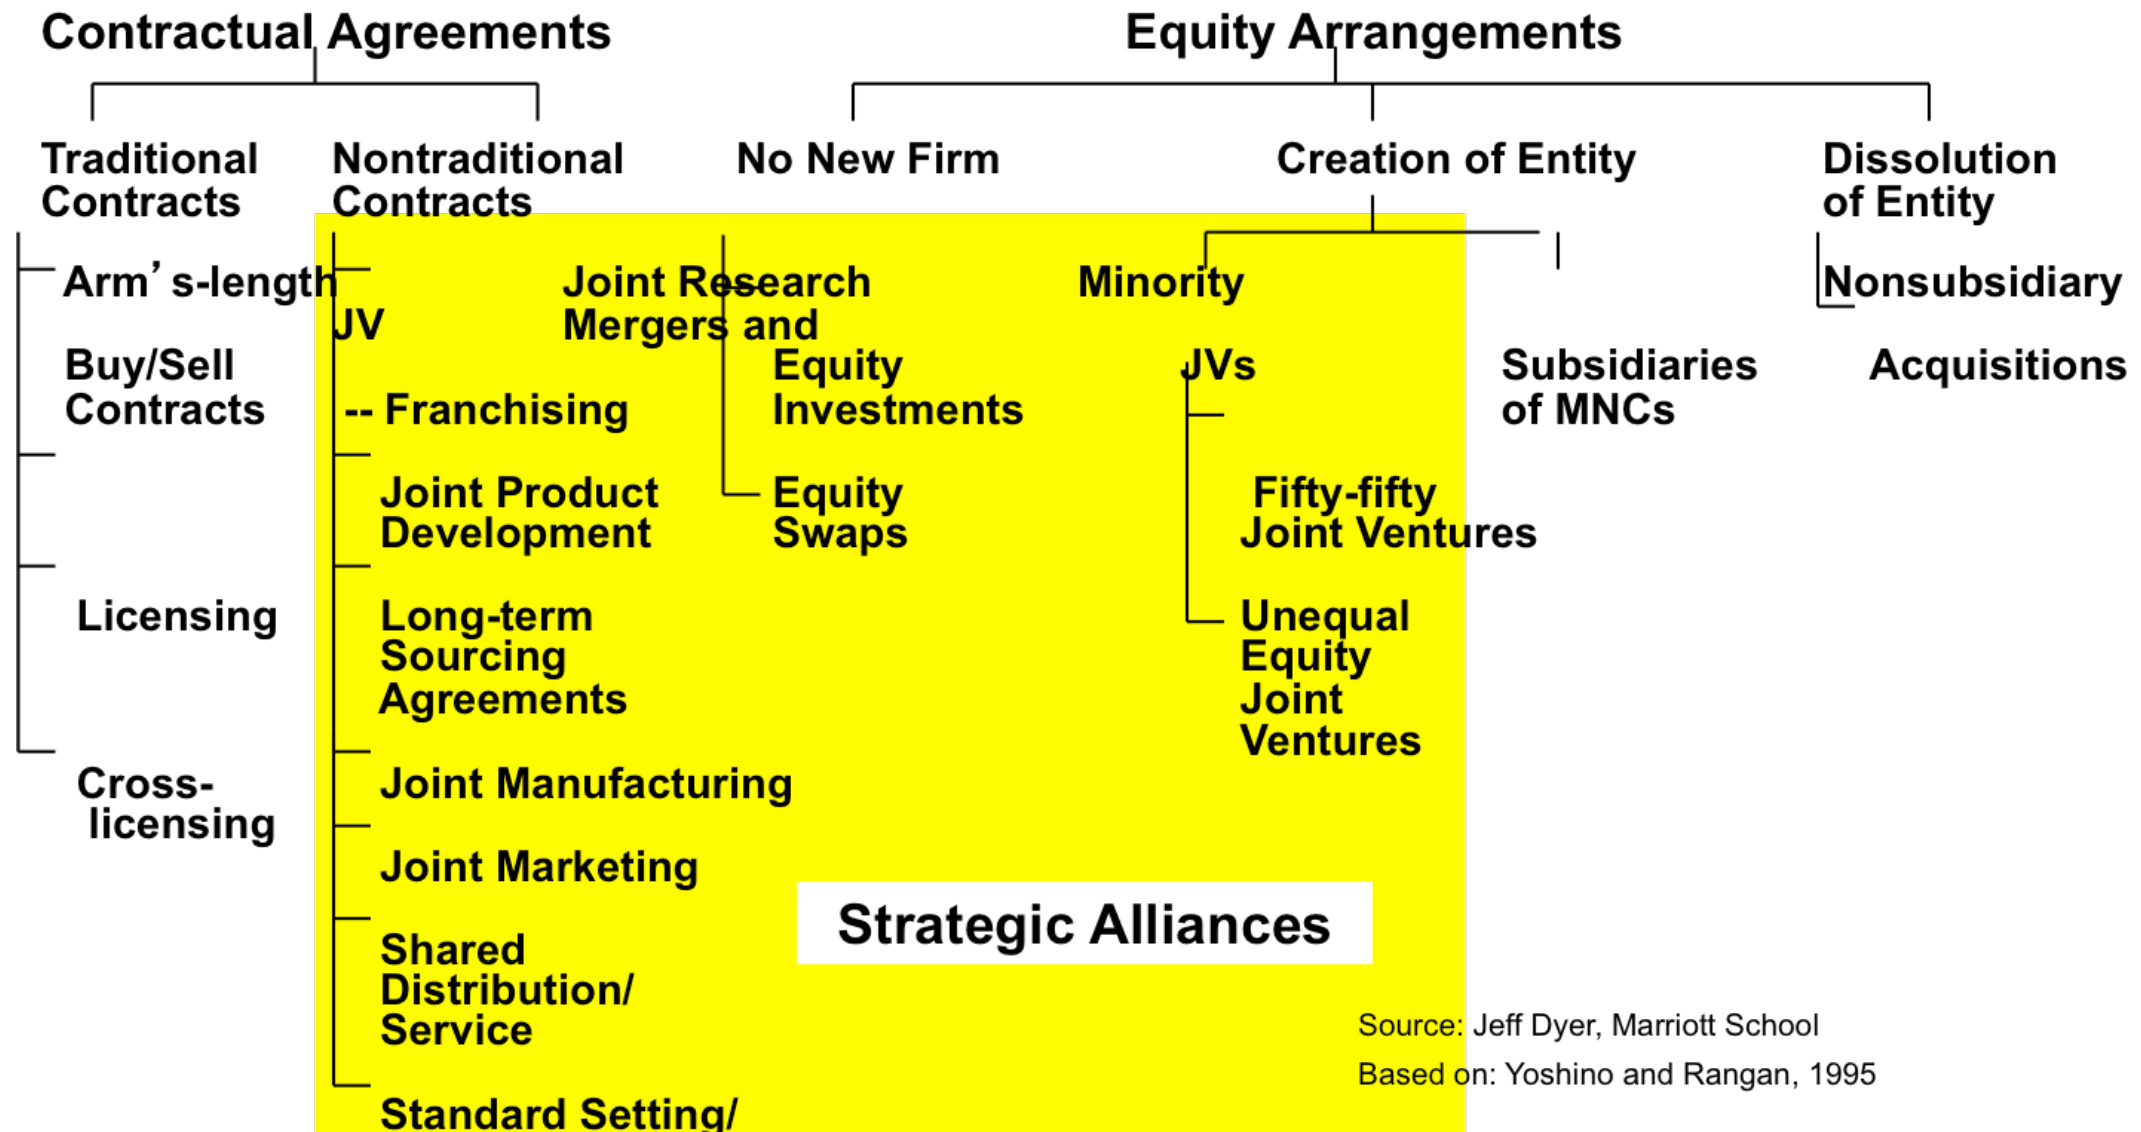 Contractual Agreements
Equity Arrangements
Traditional
Contracts
Nontraditional
Contracts
No New Firm
Creation of Entity
Dissolution
of Entity
Arm’s-length
Joint Research
Minority
Nonsubsidiary
JV
Mergers and
Buy/Sell
Contracts
-- Franchising
Equity
Investments
JVs
Subsidiaries
of MNCs
Acquisitions
Joint Product
Development
Equity
Swaps
Fifty-fifty
Joint Ventures
Licensing
Long-term
Sourcing
Agreements
Unequal
Equity
Joint
Ventures
Cross-
licensing
Joint Manufacturing
Joint Marketing
Strategic Alliances
Shared
Distribution/
Service
Source: Jeff Dyer, Marriott School
Based on: Yoshino and Rangan, 1995
Standard Setting/